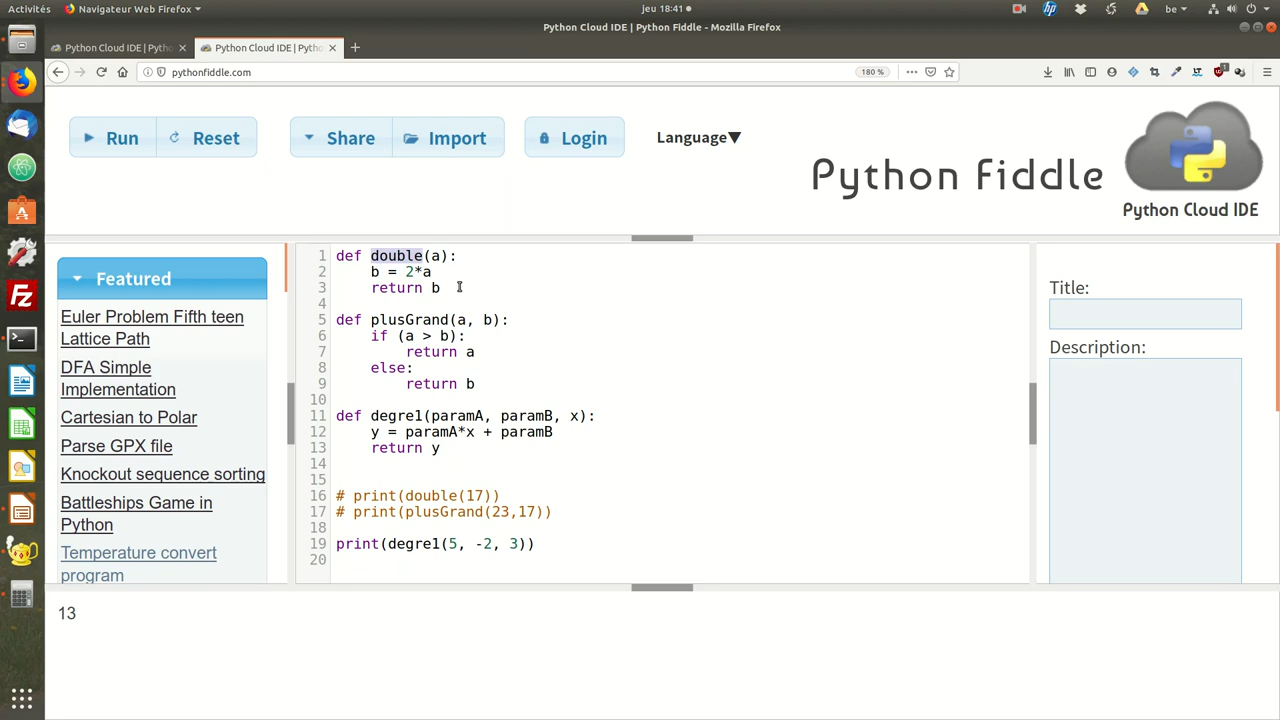 Activités
Navigateur Web Firefox
jeu 18:41
be
Python Cloud IDE | Python Fiddle - Mozilla Firefox
Python Cloud IDE | Pytho
Python Cloud IDE | Pytho
pythonfiddle.com
180 %
Run
Reset
Share
Import
Login
Language▼
Python Fiddle
Python Cloud IDE
Featured
Euler Problem Fifth teen
Lattice Path
DFA Simple
Implementation
Cartesian to Polar
Parse GPX file
Knockout sequence sorting
Battleships Game in
Python
Temperature convert
program
1 def double(a):
2     b = 2*a
3     return b
4
5 def plusGrand(a, b):
6     if (a > b):
7         return a
8     else:
9         return b
10
11 def degre1(paramA, paramB, x):
12     y = paramA*x + paramB
13     return y
14
15
16 # print(double(17))
17 # print(plusGrand(23,17))
18
19 print(degre1(5, -2, 3))
20
Title:
Description:
13